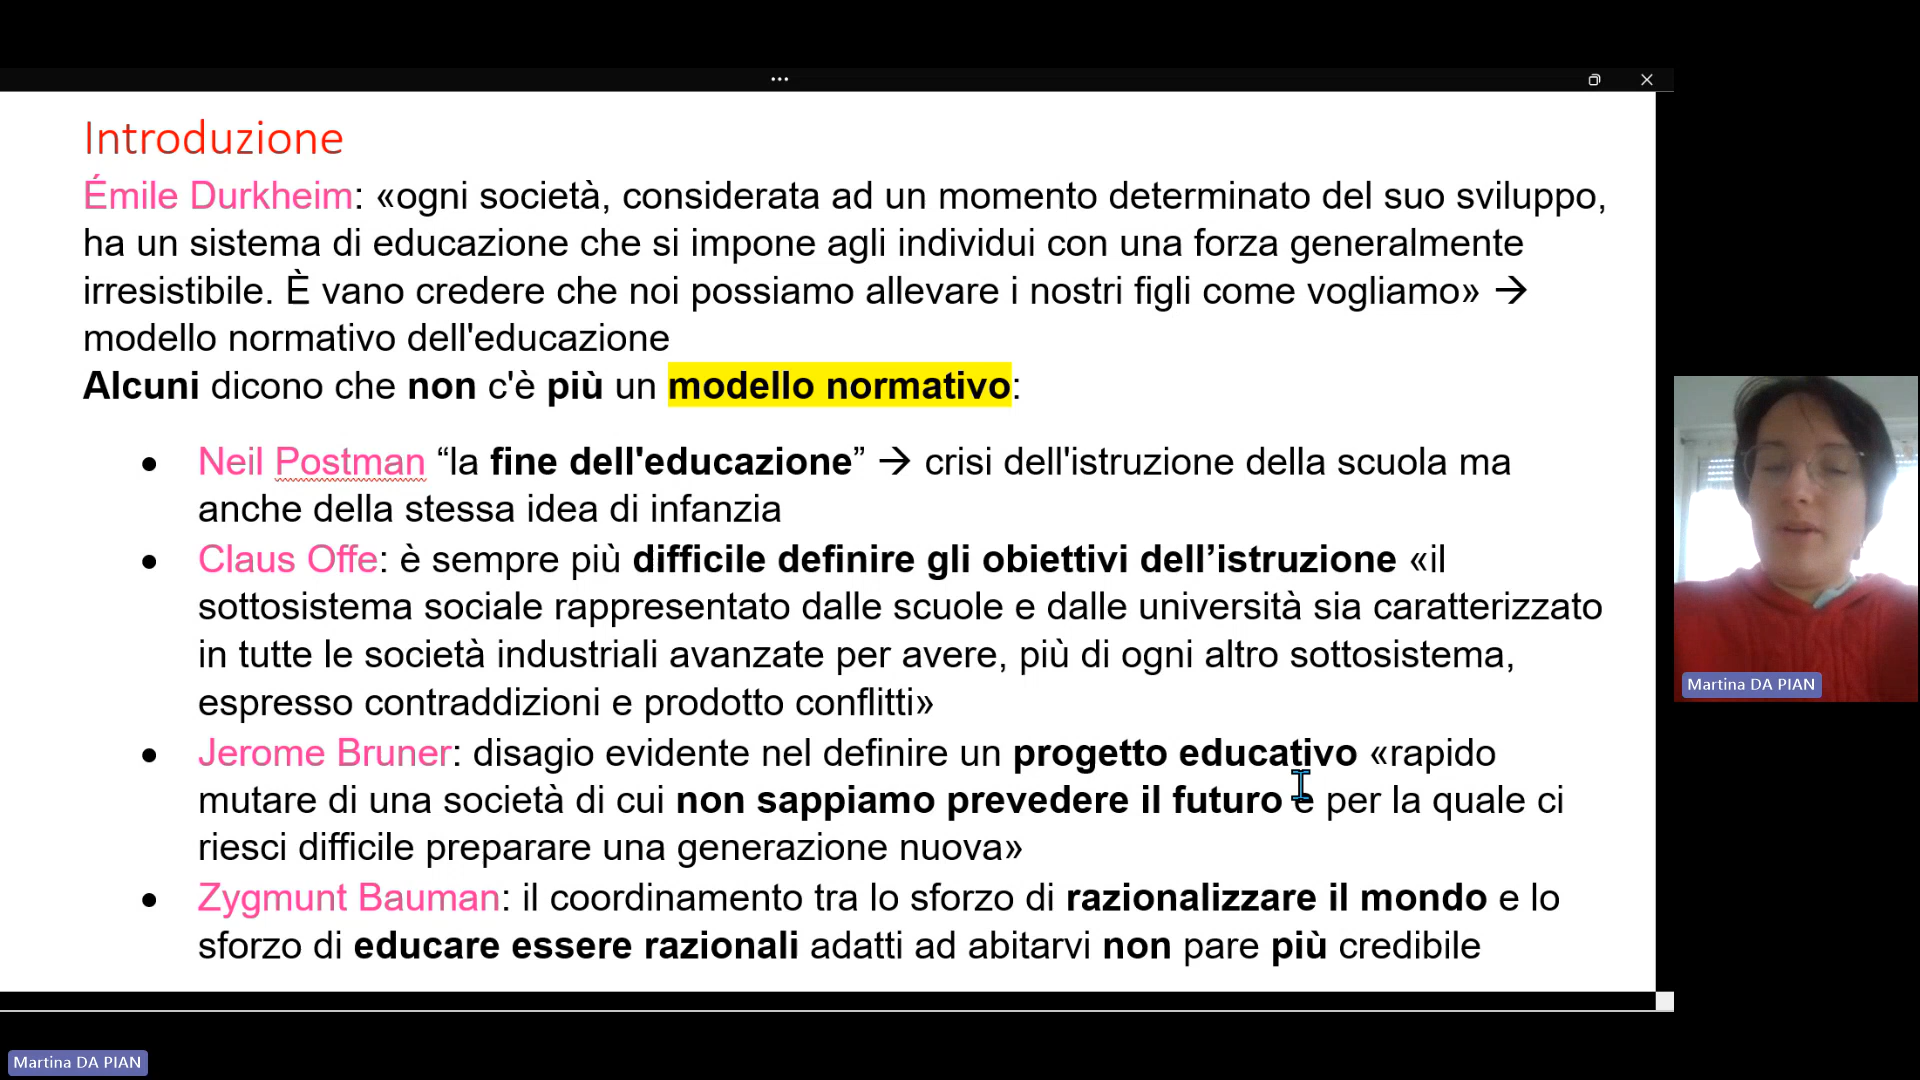 Introduzione
Émile Durkheim: «ogni società, considerata ad un momento determinato del suo sviluppo,
ha un sistema di educazione che si impone agli individui con una forza generalmente
irresistibile. È vano credere che noi possiamo allevare i nostri figli come vogliamo» →
modello normativo dell'educazione
Alcuni dicono che non c'è più un modello normativo:
• Neil Postman “la fine dell'educazione” → crisi dell'istruzione della scuola ma
anche della stessa idea di infanzia
• Claus Offe: è sempre più difficile definire gli obiettivi dell’istruzione «il
sottosistema sociale rappresentato dalle scuole e dalle università sia caratterizzato
in tutte le società industriali avanzate per avere, più di ogni altro sottosistema,
espresso contraddizioni e prodotto conflitti»
• Jerome Bruner: disagio evidente nel definire un progetto educativo «rapido
mutare di una società di cui non sappiamo prevedere il futuro e per la quale ci
riesci difficile preparare una generazione nuova»
• Zygmunt Bauman: il coordinamento tra lo sforzo di razionalizzare il mondo e lo
sforzo di educare essere razionali adatti ad abitarvi non pare più credibile
Martina DA PIAN
Martina DA PIAN